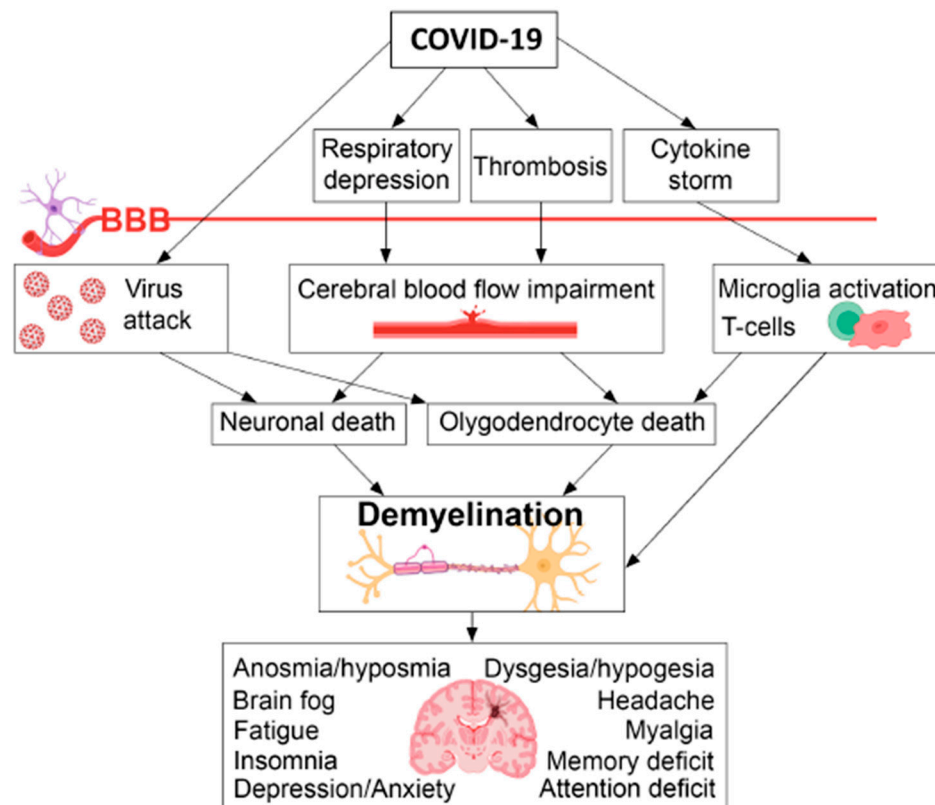 COVID-19
Respiratory
depression
Thrombosis
Cytokine
storm
BBB
Virus
attack
Cerebral blood flow impairment
Microglia activation
T-cells
Neuronal death
Olygodendrocyte death
Demyelination
Anosmia/hyposmia
Dysgesia/hypogesia
Brain fog
Headache
Fatigue
Myalgia
Insomnia
Memory deficit
Depression/Anxiety
Attention deficit